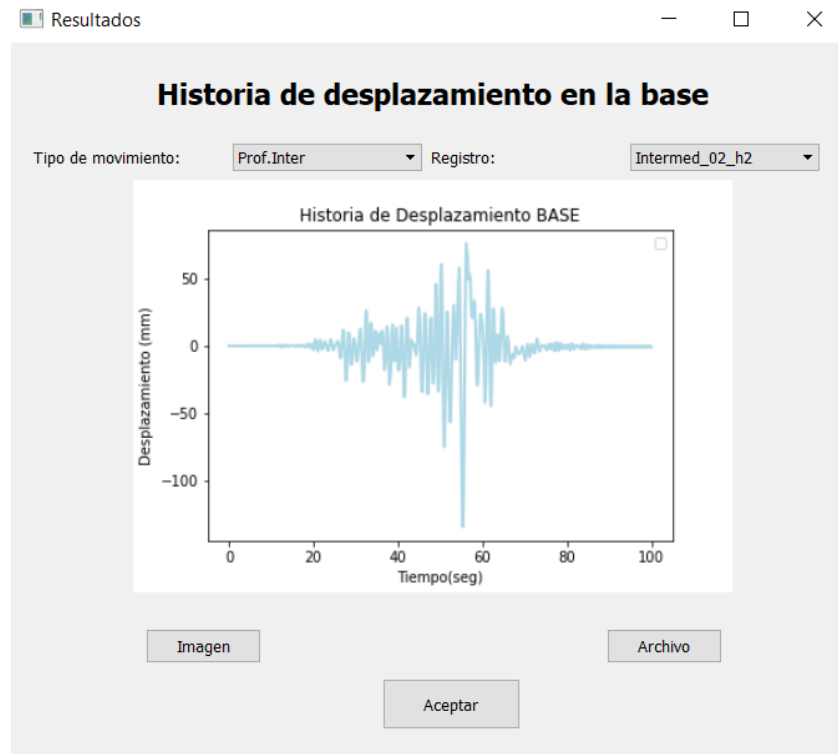 Resultados
Historia de desplazamiento en la base
Tipo de movimiento: Prof.Inter Registro: Intermed_02_h2
Historia de Desplazamiento BASE
Desplazamiento (mm)
50
0
−50
−100
0 20 40 60 80 100
Tiempo(seg)
Imagen Archivo
Aceptar